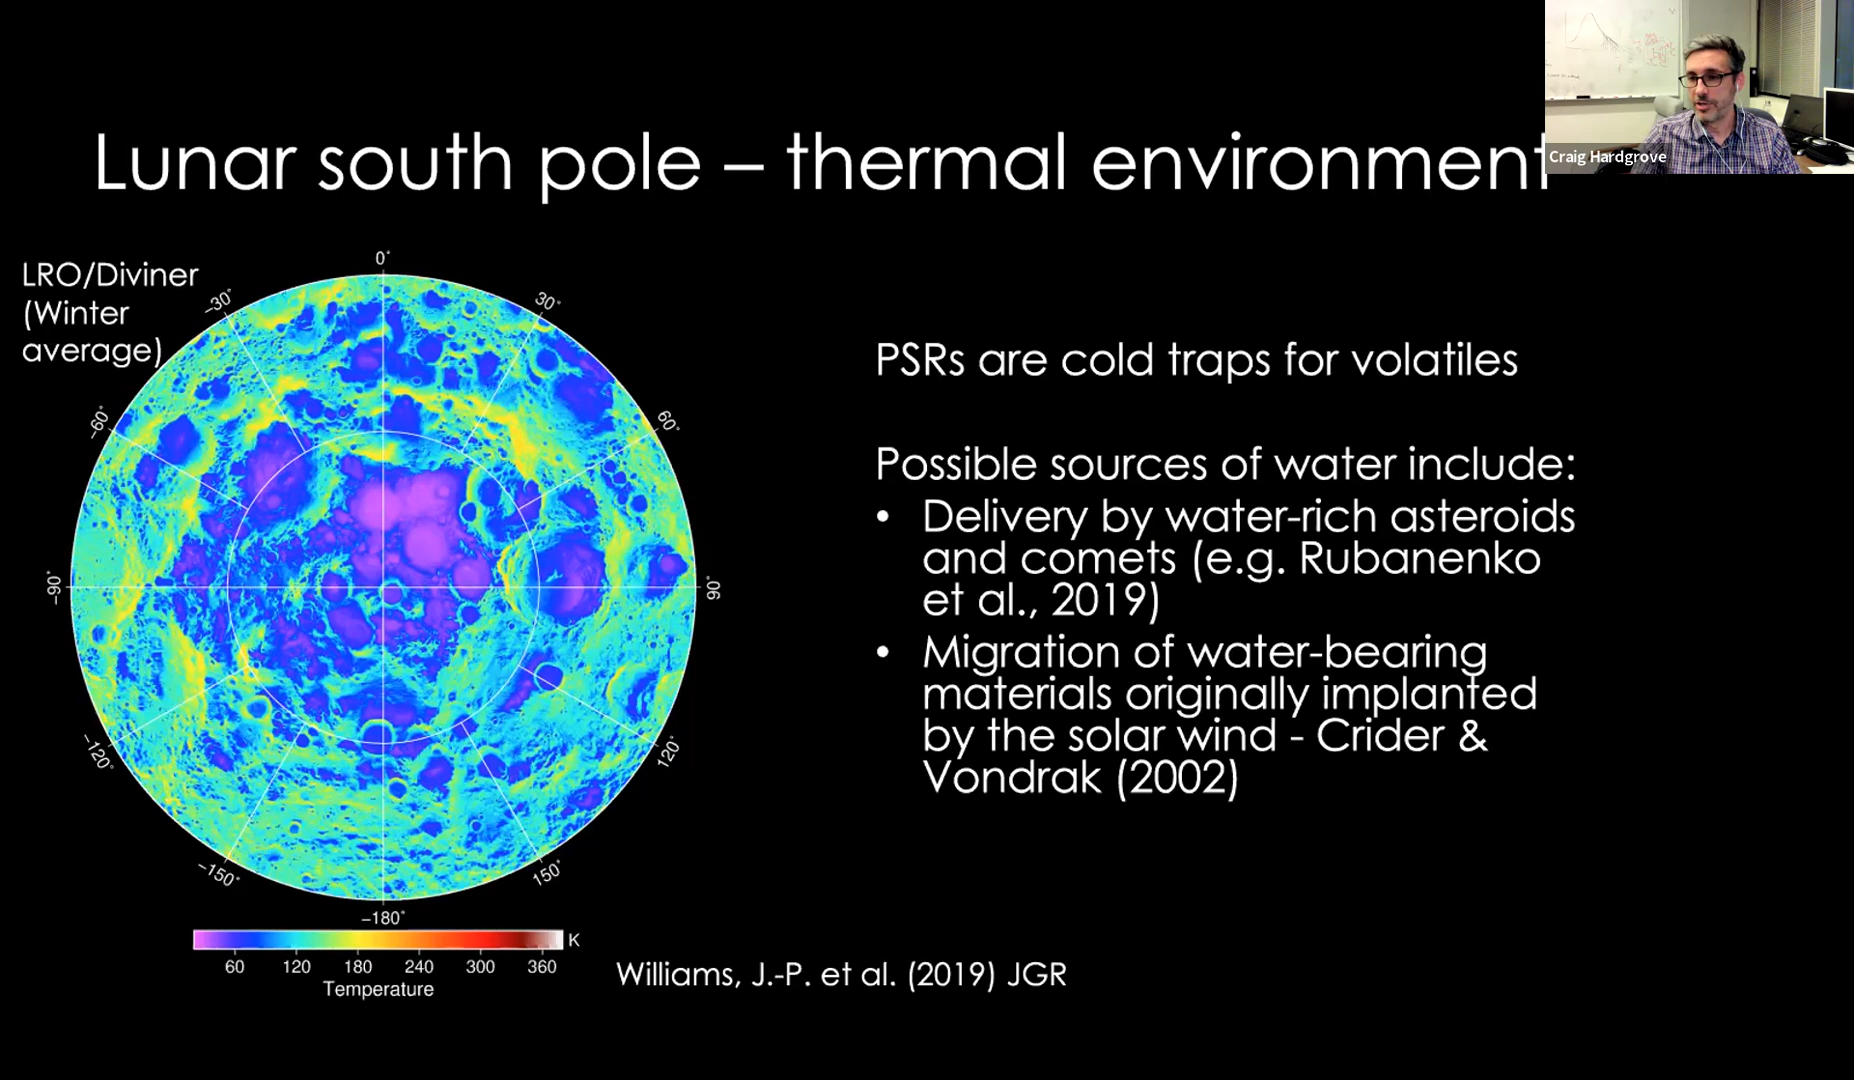 Lunar south pole – thermal environment
Craig Hardgrove
LRO/Diviner
(Winter
average)
0°
30°
60°
90°
120°
150°
−180°
−150°
−120°
−90°
−60°
−30°
K
60 120 180 240 300 360
Temperature
Williams, J.-P. et al. (2019) JGR
PSRs are cold traps for volatiles
Possible sources of water include:
• Delivery by water-rich asteroids
and comets (e.g. Rubanenko
et al., 2019)
• Migration of water-bearing
materials originally implanted
by the solar wind - Crider &
Vondrak (2002)